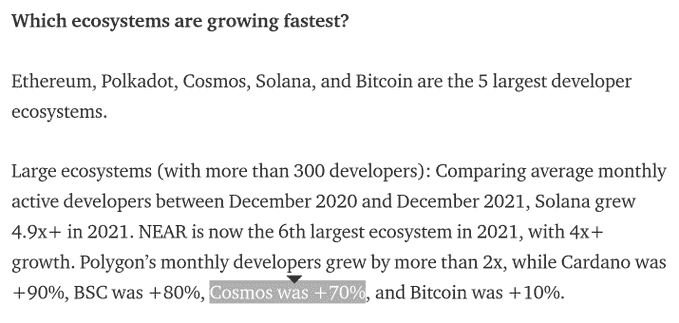 Which ecosystems are growing fastest?
Ethereum, Polkadot, Cosmos, Solana, and Bitcoin are the 5 largest developer
ecosystems.
Large ecosystems (with more than 300 developers): Comparing average monthly
active developers between December 2020 and December 2021, Solana grew
4.9x+ in 2021. NEAR is now the 6th largest ecosystem in 2021, with 4x+
growth. Polygon’s monthly developers grew by more than 2x, while Cardano was
+90%, BSC was +80%, Cosmos was +70%, and Bitcoin was +10%.